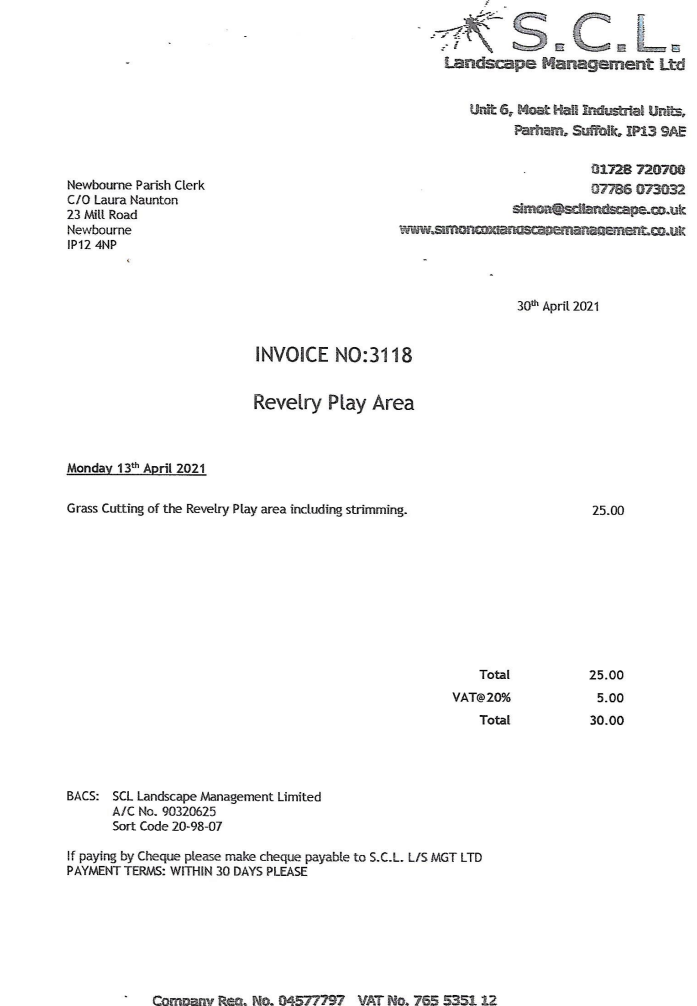 S.C.L.
Landscape Management Ltd
Unit 6, Moat Hall Industrial Units,
Parham, Suffolk, IP13 9AE
01728 720700
07786 073032
simon@scllandscape.co.uk
www.simoncoxlandscapemanagement.co.uk
Newbourne Parish Clerk
C/O Laura Naunton
23 Mill Road
Newbourne
IP12 4NP
30th April 2021
INVOICE NO:3118
Revelry Play Area
Monday 13th April 2021
Grass Cutting of the Revelry Play area including strimming. 25.00
Total 25.00
VAT@20% 5.00
Total 30.00
BACS: SCL Landscape Management Limited
A/C No. 90320625
Sort Code 20-98-07
If paying by Cheque please make cheque payable to S.C.L. L/S MGT LTD
PAYMENT TERMS: WITHIN 30 DAYS PLEASE
Company Reg. No. 04577797 VAT No. 765 5351 12